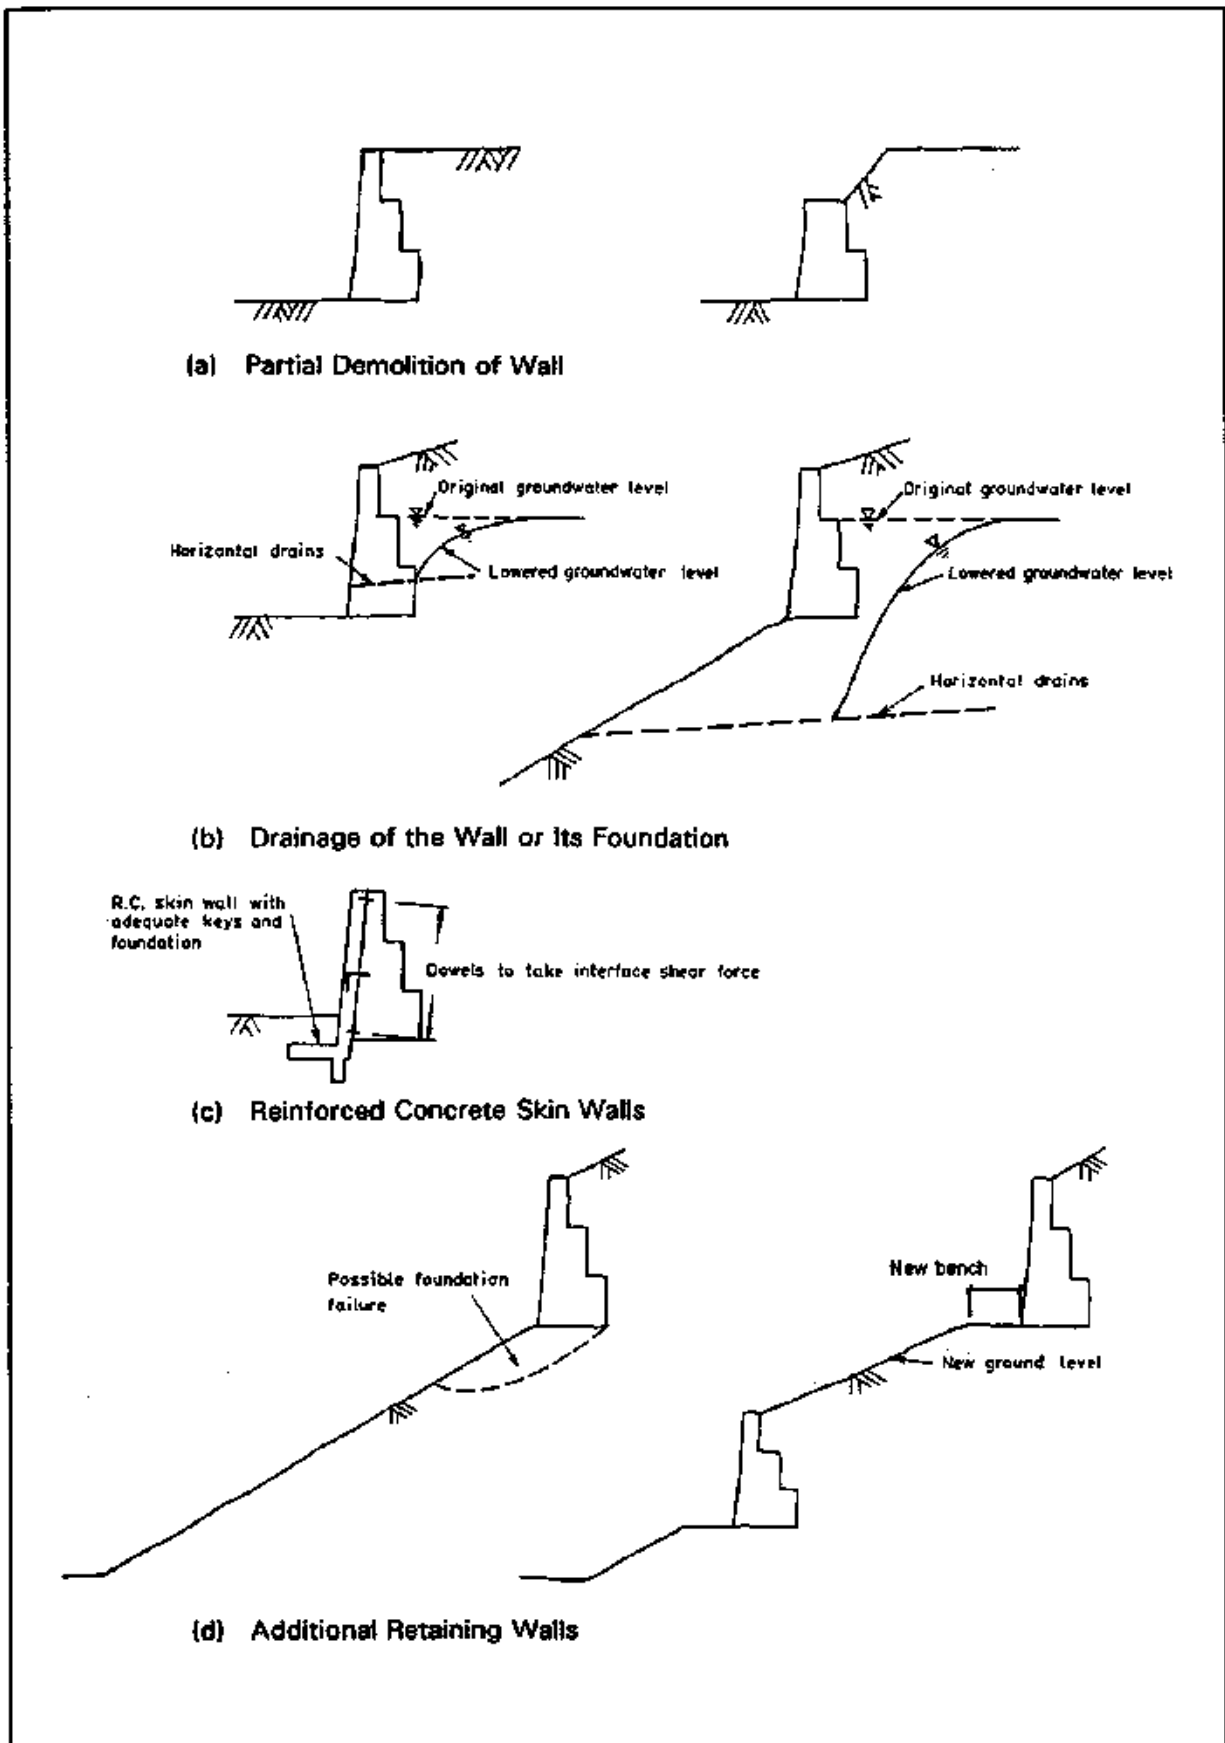 (a) Partial Demolition of Wall
Original groundwater level
Horizontal drains
Lowered groundwater level
Original groundwater level
Lowered groundwater level
Horizontal drains
(b) Drainage of the Wall or Its Foundation
R.C. skin wall with
adequate keys and
foundation
Dowels to take interface shear force
(c) Reinforced Concrete Skin Walls
Possible foundation
failure
New bench
New ground level
(d) Additional Retaining Walls